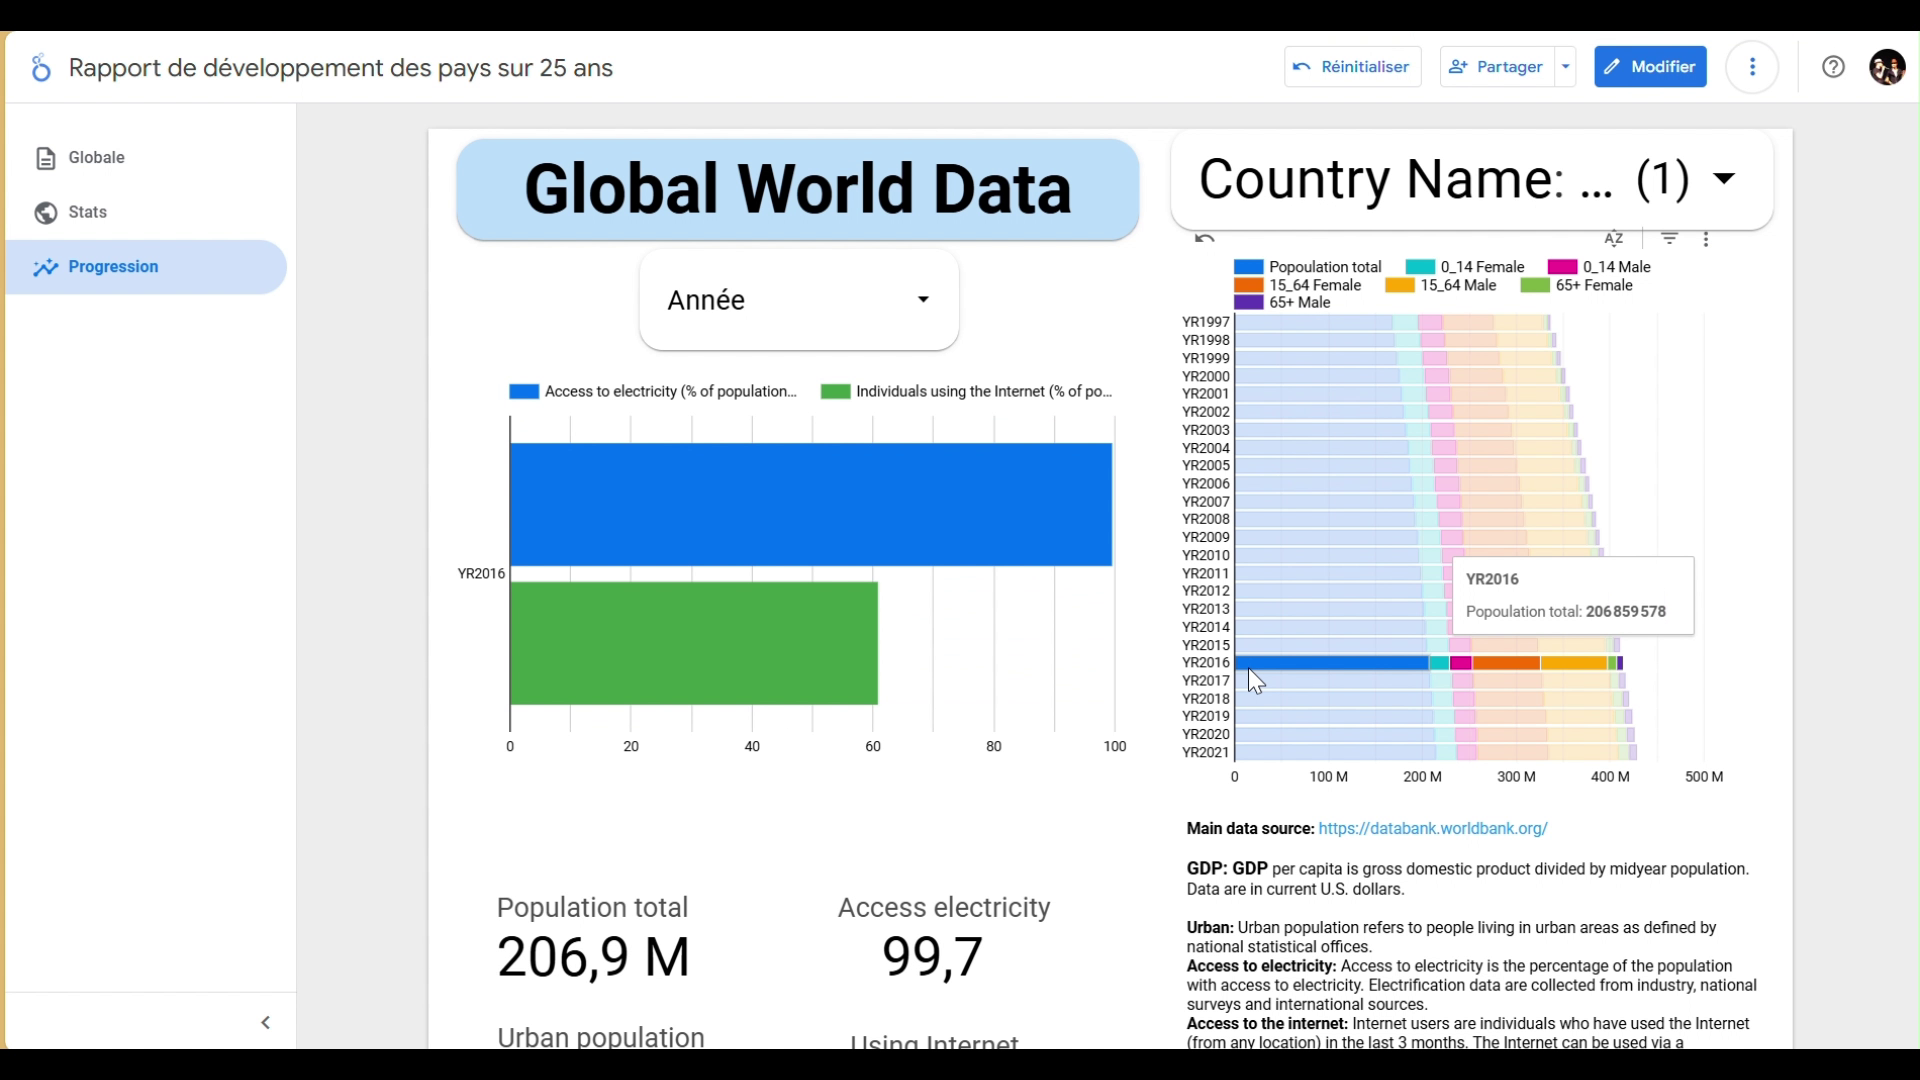 Rapport de développement des pays sur 25 ans
Réinitialiser
Partager
Modifier
Globale
Stats
Progression
Global World Data
Country Name: ... (1)
Année
Access to electricity (% of population...
Individuals using the Internet (% of po...
YR2016
0 20 40 60 80 100
AZ
Popoulation total 0_14 Female 0_14 Male
15_64 Female 15_64 Male 65+ Female
65+ Male
YR1997
YR1998
YR1999
YR2000
YR2001
YR2002
YR2003
YR2004
YR2005
YR2006
YR2007
YR2008
YR2009
YR2010
YR2011
YR2012
YR2013
YR2014
YR2015
YR2016
YR2017
YR2018
YR2019
YR2020
YR2021
0 100 M 200 M 300 M 400 M 500 M
YR2016
Popoulation total: 206859578
Population total
206,9 M
Access electricity
99,7
Urban population
Using Internet
Main data source: https://databank.worldbank.org/
GDP: GDP per capita is gross domestic product divided by midyear population.
Data are in current U.S. dollars.
Urban: Urban population refers to people living in urban areas as defined by
national statistical offices.
Access to electricity: Access to electricity is the percentage of the population
with access to electricity. Electrification data are collected from industry, national
surveys and international sources.
Access to the internet: Internet users are individuals who have used the Internet
(from any location) in the last 3 months. The Internet can be used via a